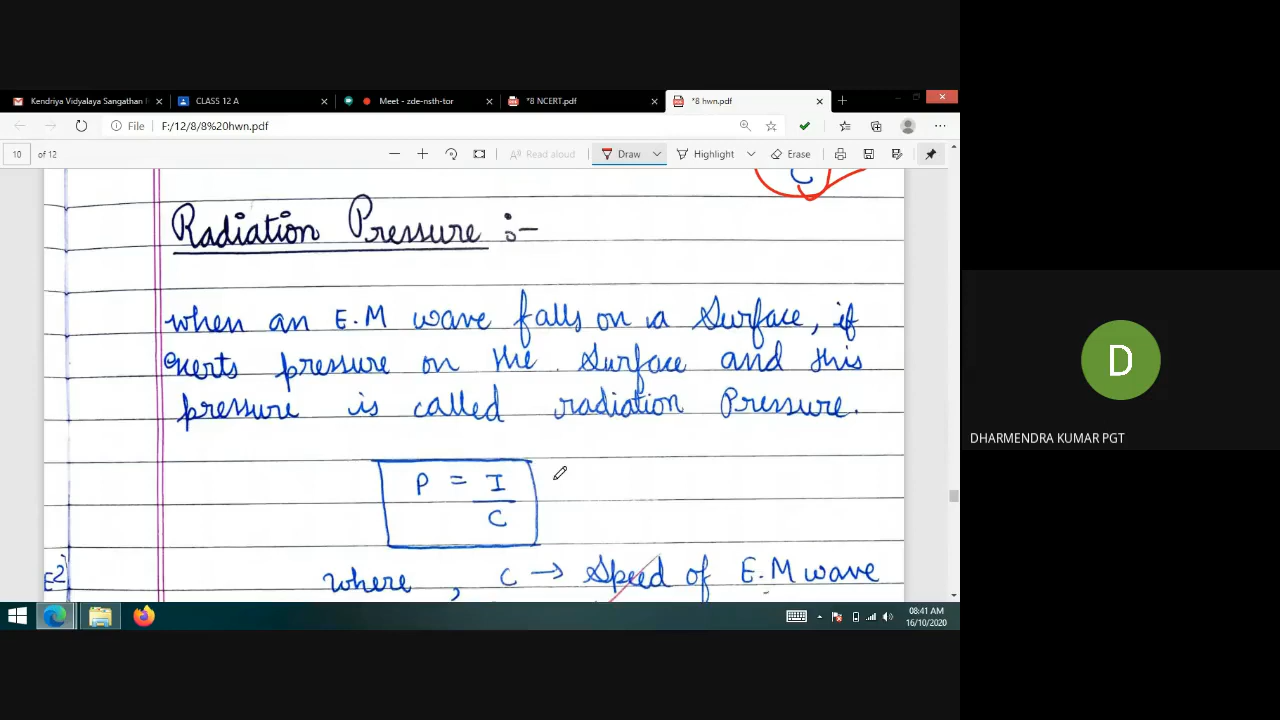 Kendriya Vidyalaya Sangathan
CLASS 12 A
Meet - zde-nsth-tor
*8 NCERT.pdf
*8 hwn.pdf
File
F:/12/8/8%20hwn.pdf
10 of 12
Read aloud
Draw
Highlight
Erase
C
Radiation Pressure :-
when an E.M wave falls on a Surface, it
exerts pressure on the Surface and this
pressure is called radiation Pressure.
P = I
C
E2
where , C → Speed of E.M wave
D
DHARMENDRA KUMAR PGT
08:41 AM
16/10/2020